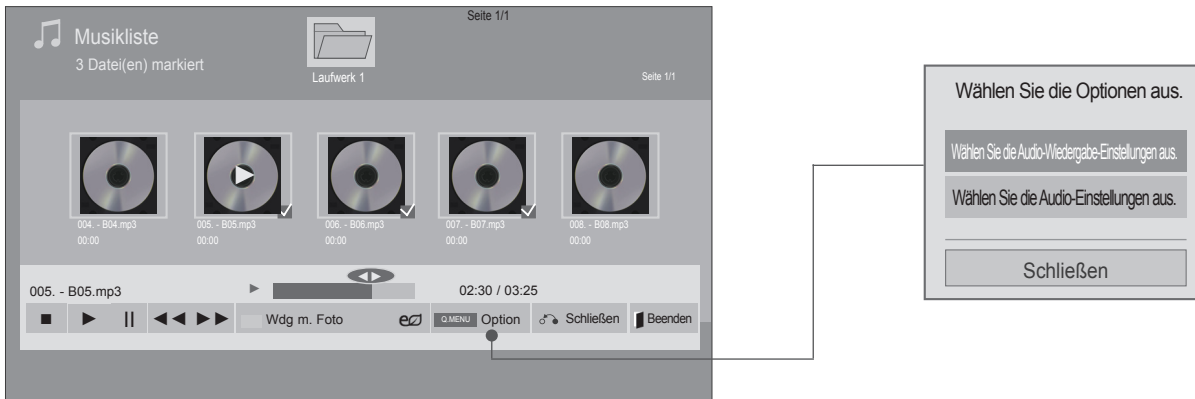 Seite 1/1
Musikliste
3 Datei(en) markiert
Laufwerk 1
Seite 1/1
004. - B04.mp3
005. - B05.mp3
006. - B06.mp3
007. - B07.mp3
008. - B08.mp3
00:00
00:00
00:00
00:00
00:00
005. - B05.mp3
02:30 / 03:25
Wdg m. Foto
Q.MENU Option
Schließen
Beenden
Wählen Sie die Optionen aus.
Wählen Sie die Audio-Wiedergabe-Einstellungen aus.
Wählen Sie die Audio-Einstellungen aus.
Schließen